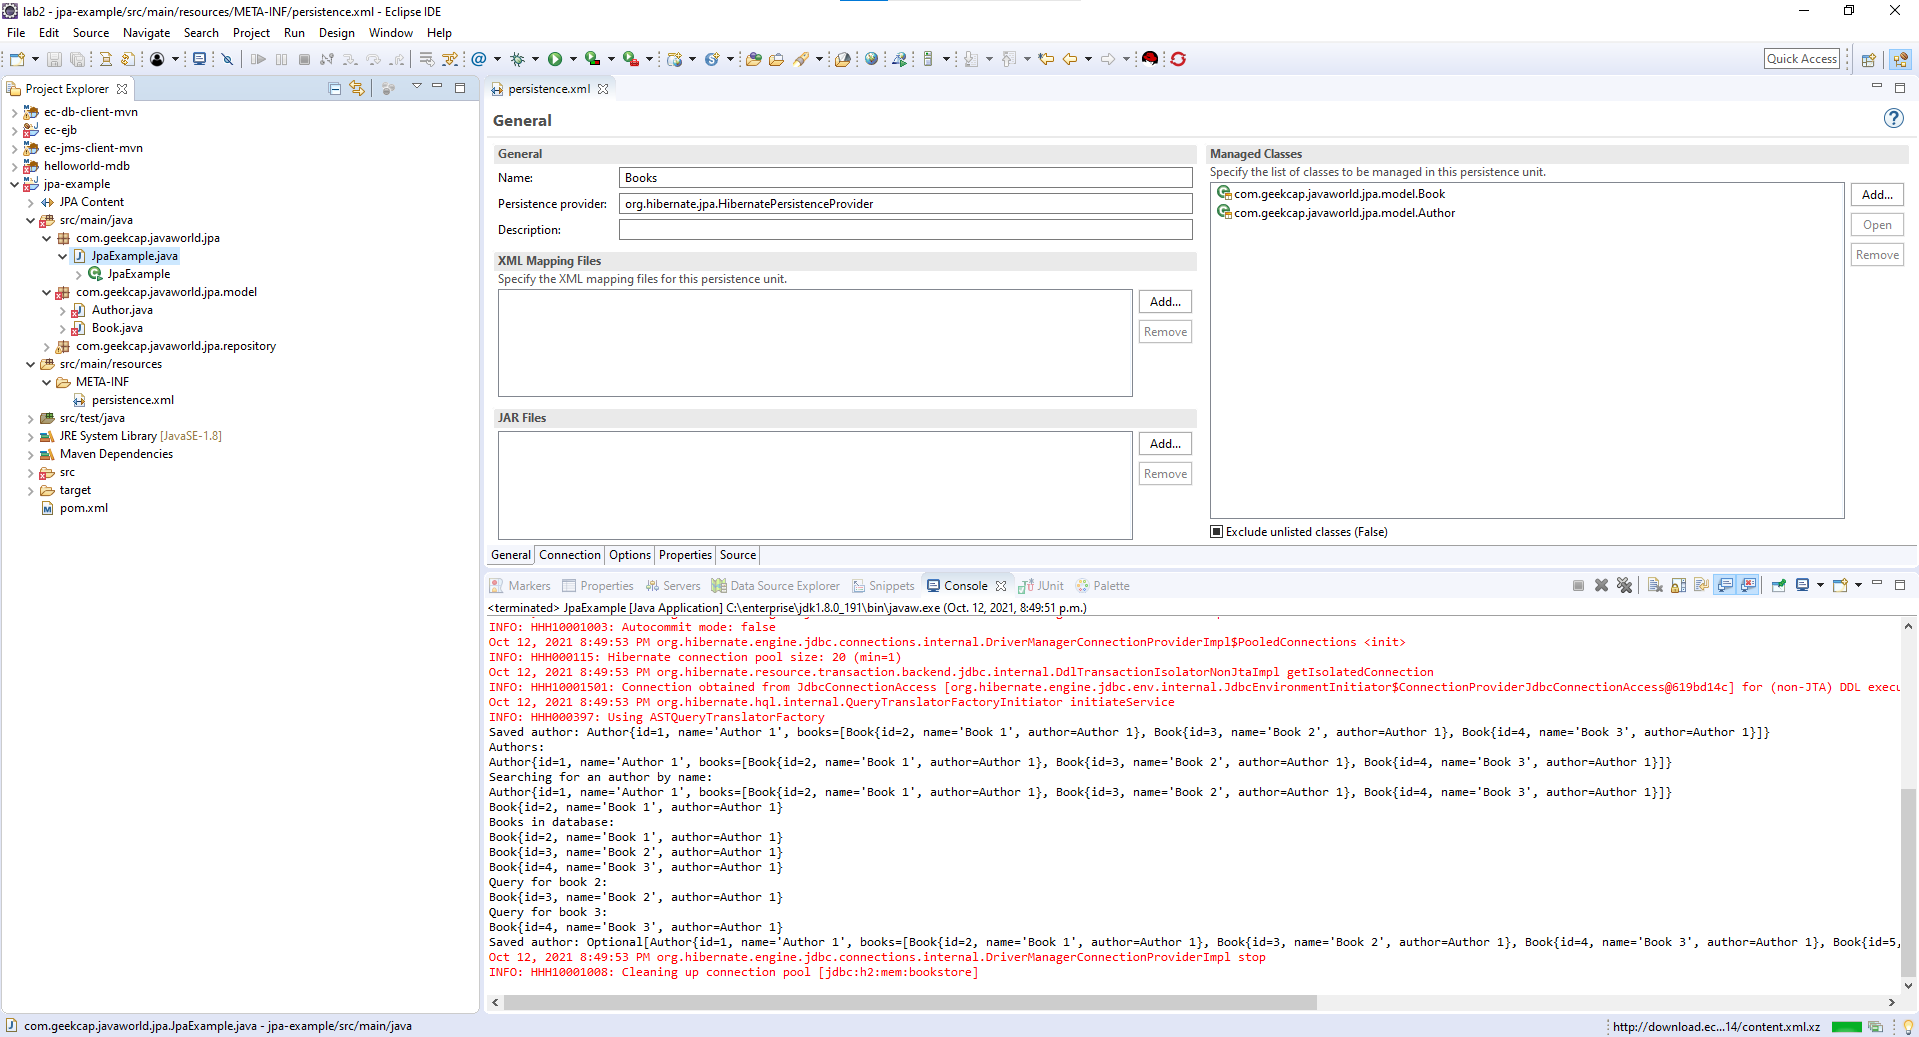 lab2 - jpa-example/src/main/resources/META-INF/persistence.xml - Eclipse IDE
File Edit Source Navigate Search Project Run Design Window Help
Quick Access
Project Explorer
ec-db-client-mvn
ec-ejb
ec-jms-client-mvn
helloworld-mdb
jpa-example
JPA Content
src/main/java
com.geekcap.javaworld.jpa
JpaExample.java
JpaExample
com.geekcap.javaworld.jpa.model
Author.java
Book.java
com.geekcap.javaworld.jpa.repository
src/main/resources
META-INF
persistence.xml
src/test/java
JRE System Library [JavaSE-1.8]
Maven Dependencies
src
target
pom.xml
persistence.xml
General
General
Name: Books
Persistence provider: org.hibernate.jpa.HibernatePersistenceProvider
Description:
XML Mapping Files
Specify the XML mapping files for this persistence unit.
Add...
Remove
JAR Files
Add...
Remove
Managed Classes
Specify the list of classes to be managed in this persistence unit.
com.geekcap.javaworld.jpa.model.Book
com.geekcap.javaworld.jpa.model.Author
Add...
Open
Remove
Exclude unlisted classes (False)
General Connection Options Properties Source
Markers Properties Servers Data Source Explorer Snippets Console JUnit Palette
<terminated> JpaExample [Java Application] C:\enterprise\jdk1.8.0_191\bin\javaw.exe (Oct. 12, 2021, 8:49:51 p.m.)
INFO: HHH10001003: Autocommit mode: false
Oct 12, 2021 8:49:53 PM org.hibernate.engine.jdbc.connections.internal.DriverManagerConnectionProviderImpl$PooledConnections <init>
INFO: HHH000115: Hibernate connection pool size: 20 (min=1)
Oct 12, 2021 8:49:53 PM org.hibernate.resource.transaction.backend.jdbc.internal.DdlTransactionIsolatorNonJtaImpl getIsolatedConnection
INFO: HHH10001501: Connection obtained from JdbcConnectionAccess [org.hibernate.engine.jdbc.env.internal.JdbcEnvironmentInitiator$ConnectionProviderJdbcConnectionAccess@619bd14c] for (non-JTA) DDL execu
Oct 12, 2021 8:49:53 PM org.hibernate.hql.internal.QueryTranslatorFactoryInitiator initiateService
INFO: HHH000397: Using ASTQueryTranslatorFactory
Saved author: Author{id=1, name='Author 1', books=[Book{id=2, name='Book 1', author=Author 1}, Book{id=3, name='Book 2', author=Author 1}, Book{id=4, name='Book 3', author=Author 1}]}
Authors:
Author{id=1, name='Author 1', books=[Book{id=2, name='Book 1', author=Author 1}, Book{id=3, name='Book 2', author=Author 1}, Book{id=4, name='Book 3', author=Author 1}]}
Searching for an author by name:
Author{id=1, name='Author 1', books=[Book{id=2, name='Book 1', author=Author 1}, Book{id=3, name='Book 2', author=Author 1}, Book{id=4, name='Book 3', author=Author 1}]}
Book{id=2, name='Book 1', author=Author 1}
Books in database:
Book{id=2, name='Book 1', author=Author 1}
Book{id=3, name='Book 2', author=Author 1}
Book{id=4, name='Book 3', author=Author 1}
Query for book 2:
Book{id=3, name='Book 2', author=Author 1}
Query for book 3:
Book{id=4, name='Book 3', author=Author 1}
Saved author: Optional[Author{id=1, name='Author 1', books=[Book{id=2, name='Book 1', author=Author 1}, Book{id=3, name='Book 2', author=Author 1}, Book{id=4, name='Book 3', author=Author 1}, Book{id=5,
Oct 12, 2021 8:49:53 PM org.hibernate.engine.jdbc.connections.internal.DriverManagerConnectionProviderImpl stop
INFO: HHH10001008: Cleaning up connection pool [jdbc:h2:mem:bookstore]
com.geekcap.javaworld.jpa.JpaExample.java - jpa-example/src/main/java
http://download.ec...14/content.xml.xz